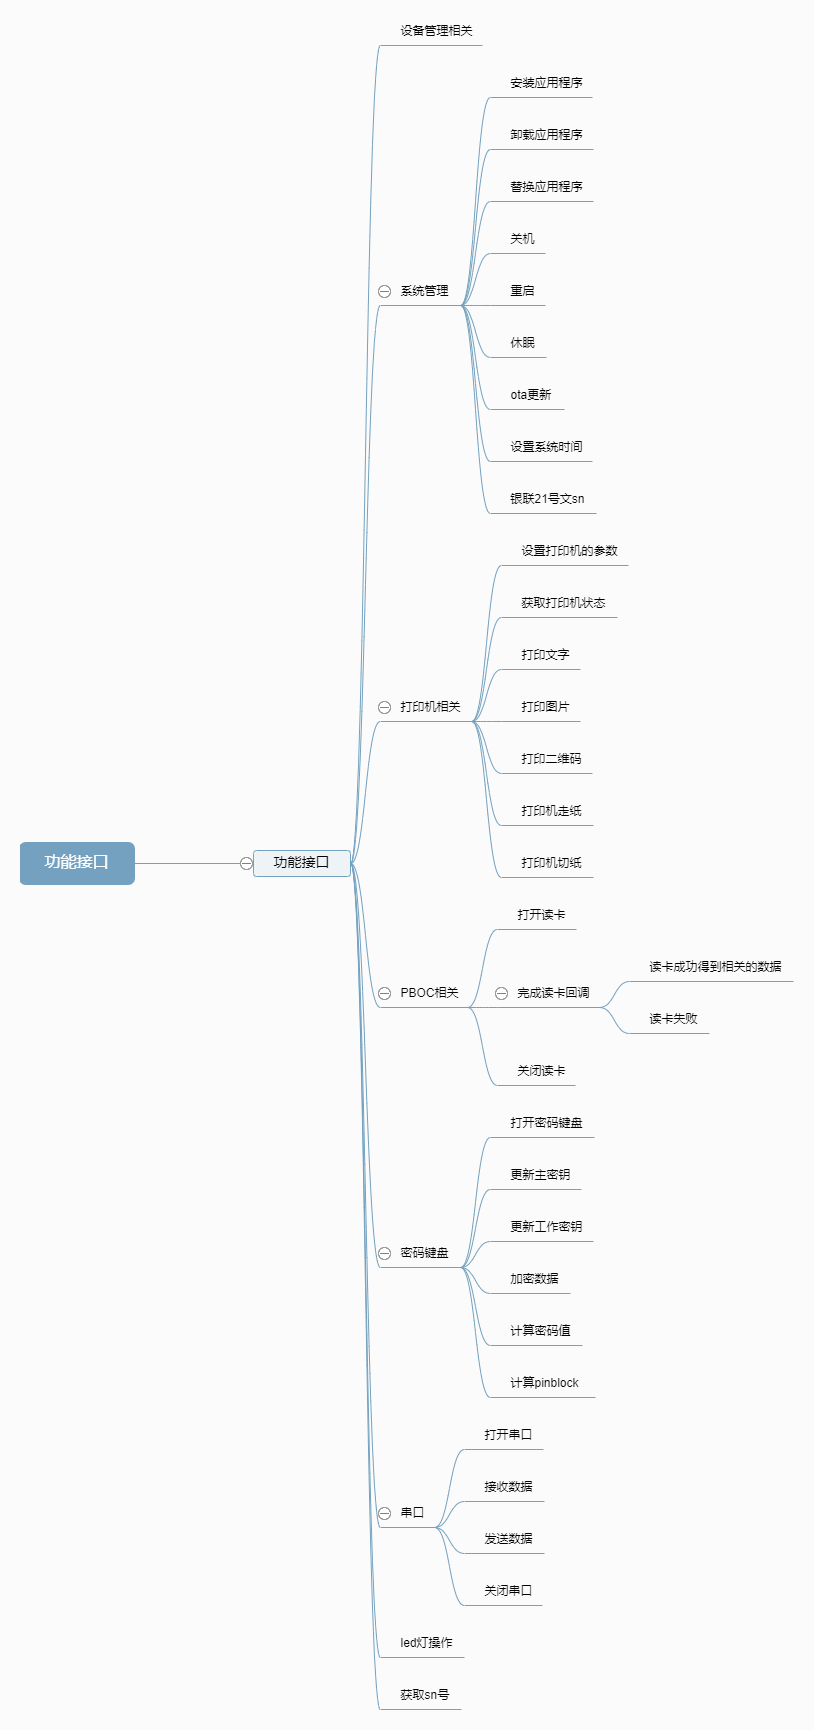 设备管理相关
安装应用程序
卸载应用程序
替换应用程序
关机
系统管理
重启
休眠
ota更新
设置系统时间
银联21号文sn
设置打印机的参数
获取打印机状态
打印文字
打印机相关
打印图片
打印二维码
打印机走纸
功能接口
功能接口
打印机切纸
打开读卡
读卡成功得到相关的数据
PBOC相关
完成读卡回调
读卡失败
关闭读卡
打开密码键盘
更新主密钥
更新工作密钥
密码键盘
加密数据
计算密码值
计算pinblock
打开串口
接收数据
串口
发送数据
关闭串口
led灯操作
获取sn号